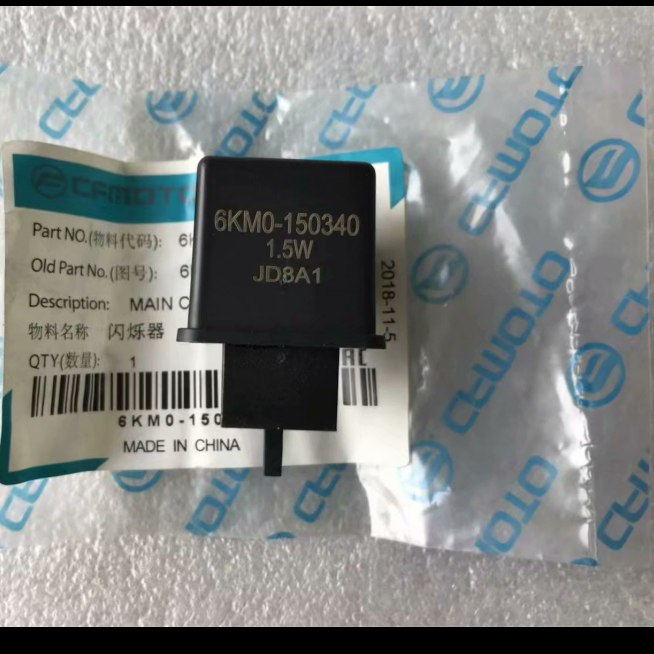 CFMOTO
6KM0-150340
1.5W
JD8A1
Part NO.(物料代码): 6K
Old Part No.(图号): 6
Description: MAIN
物料名称 闪烁器
QTY(数量): 1
6KM0-150
MADE IN CHINA
2018-11-5
CFMOTO
CFMOTO
CFMOTO